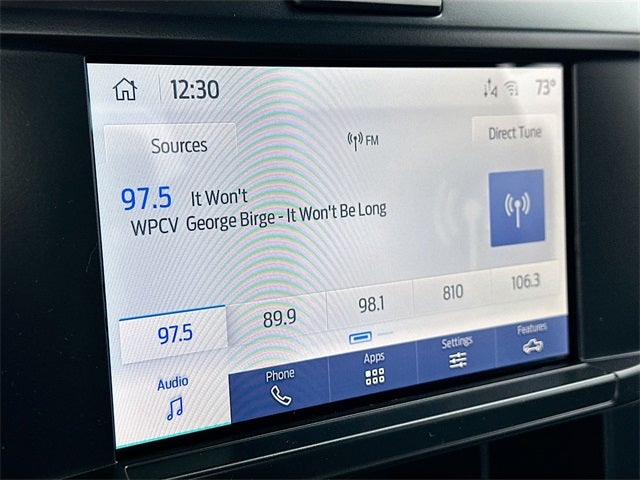 12:30
4
73°
Sources
FM
Direct Tune
97.5 It Won't
WPCV George Birge - It Won't Be Long
97.5 89.9 98.1 810 106.3
Audio Phone Apps Settings Features